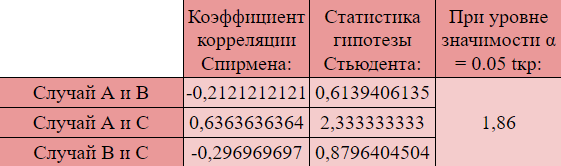 Коэффициент
корреляции
Спирмена:
Статистика
гипотезы
Стьюдента:
При уровне
значимости α
= 0.05 tкр:
Случай А и В -0,2121212121 0,6139406135
Случай А и С 0,6363636364 2,333333333 1,86
Случай В и С -0,296969697 0,8796404504